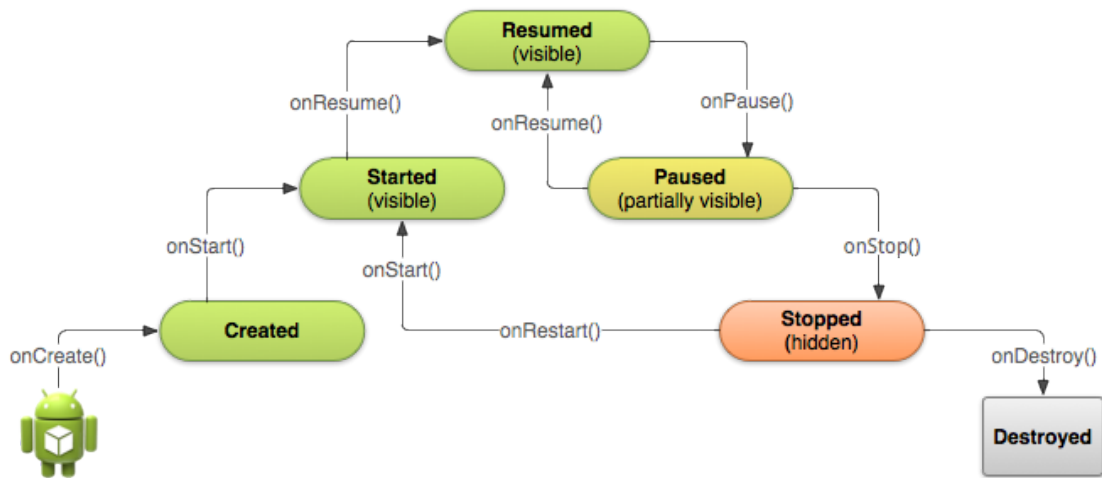 Resumed
(visible)
onResume()
onResume()
onPause()
Started
(visible)
Paused
(partially visible)
onStart()
onStart()
onStop()
Created
onRestart()
Stopped
(hidden)
onCreate()
onDestroy()
Destroyed